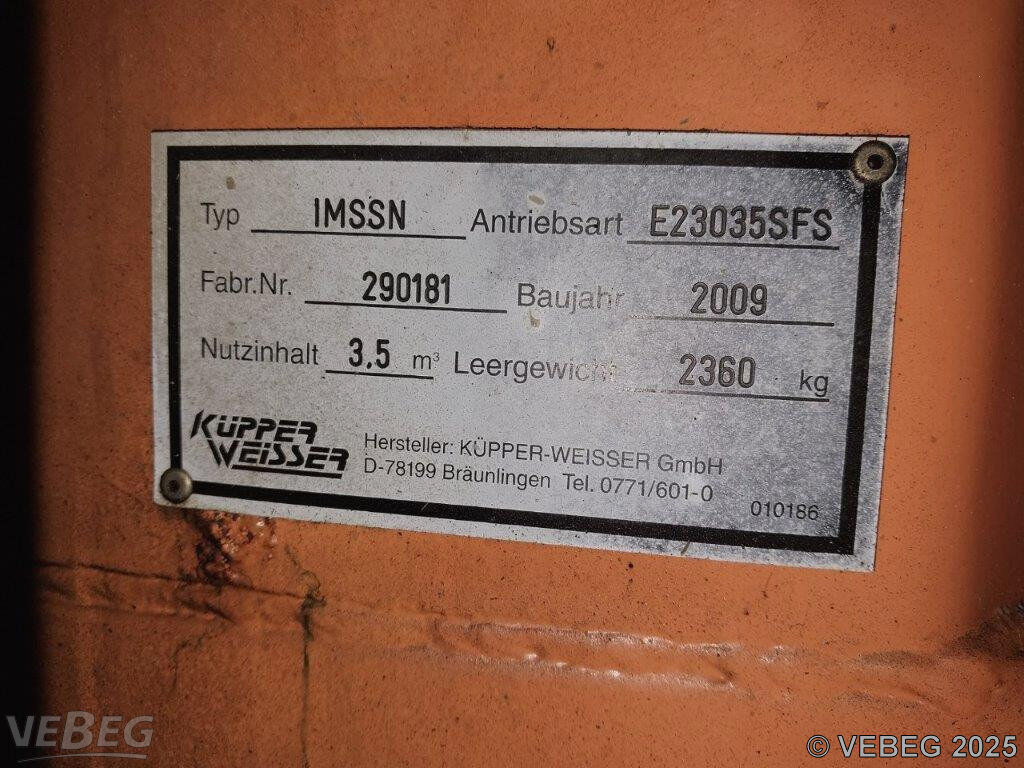 Typ IMSSN Antriebsart E23035SFS
Fabr.Nr. 290181 Baujahr 2009
Nutzinhalt 3.5 m³ Leergewicht 2360 kg
KÜPPER
WEISSER
Hersteller: KÜPPER-WEISSER GmbH
D-78199 Bräunlingen Tel. 0771/601-0
010186
VEBEG
© VEBEG 2025